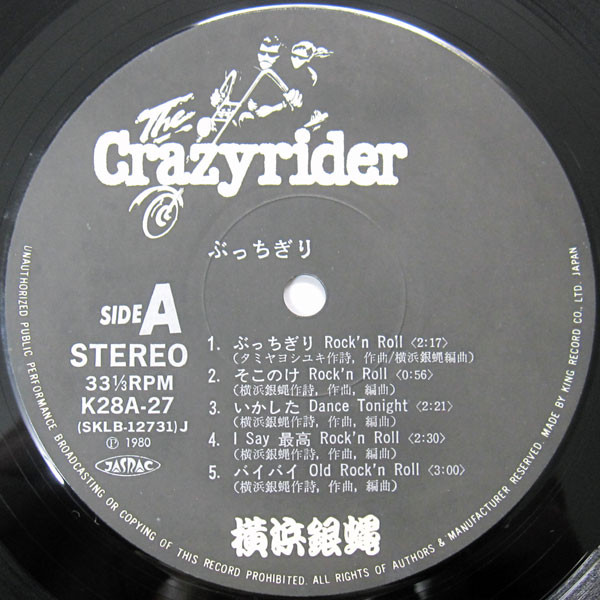 The
Crazyrider
ぶっちぎり
SIDE A
STEREO
33⅓RPM
K28A-27
(SKLB-12731)J
Ⓟ 1980
JASRAC
1. ぶっちぎり Rock'n Roll〈2:17〉
(タミヤヨシユキ作詩, 作曲/横浜銀蝿編曲)
2. そこのけ Rock'n Roll〈0:56〉
(横浜銀蝿作詩, 作曲, 編曲)
3. いかした Dance Tonight〈2:21〉
(横浜銀蝿作詩, 作曲, 編曲)
4. I Say 最高 Rock'n Roll〈2:30〉
(横浜銀蝿作詩, 作曲, 編曲)
5. バイバイ Old Rock'n Roll〈3:00〉
(横浜銀蝿作詩, 作曲, 編曲)
横浜銀蝿
UNAUTHORIZED PUBLIC PERFORMANCE BROADCASTING OR COPYING OF THIS RECORD PROHIBITED. ALL RIGHTS OF AUTHORS & MANUFACTURER RESERVED. MADE BY KING RECORD CO., LTD. JAPAN